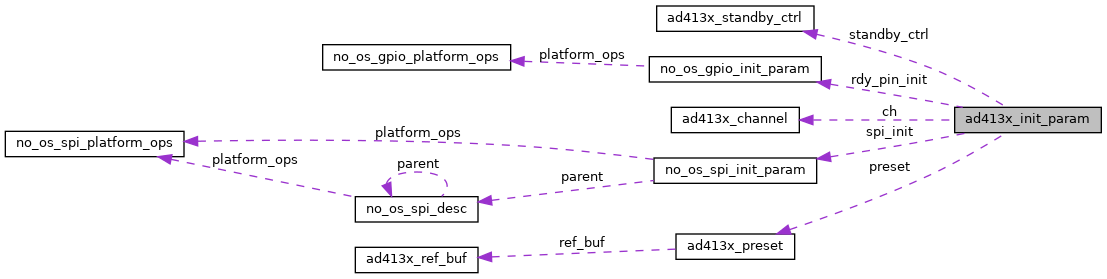 ad413x_standby_ctrl
standby_ctrl
no_os_gpio_platform_ops
platform_ops
no_os_gpio_init_param
rdy_pin_init
ad413x_channel
ch
ad413x_init_param
spi_init
no_os_spi_platform_ops
platform_ops
platform_ops
parent
parent
no_os_spi_init_param
preset
no_os_spi_desc
ref_buf
ad413x_preset
ad413x_ref_buf